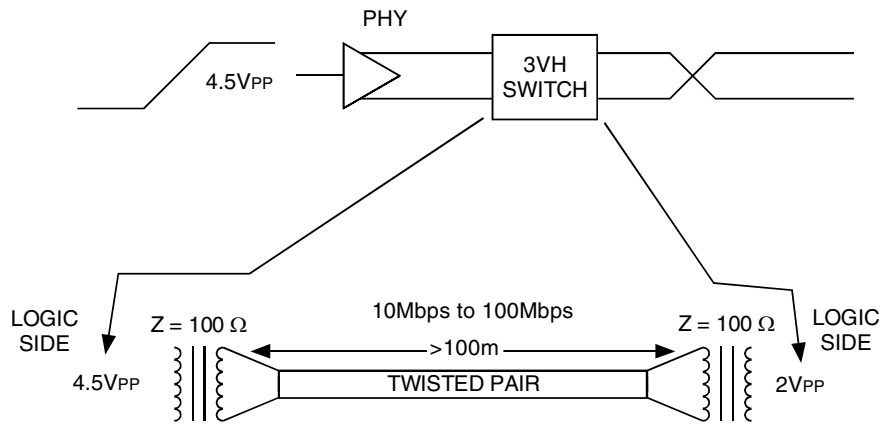 PHY
4.5VPP
3VH
SWITCH
LOGIC
SIDE
Z = 100 Ω
10Mbps to 100Mbps
Z = 100 Ω
LOGIC
SIDE
>100m
4.5VPP
TWISTED PAIR
2VPP